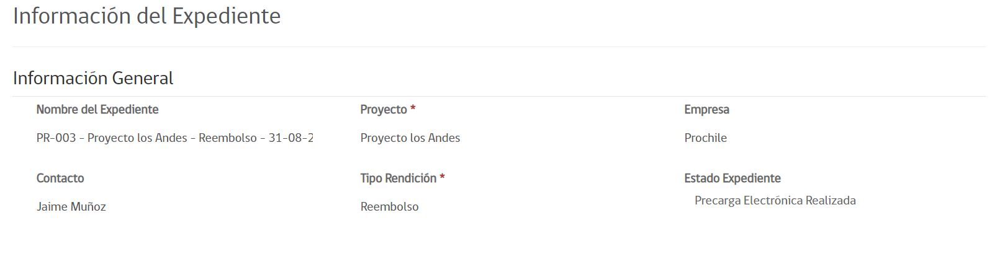 Información del Expediente
Información General
Nombre del Expediente
Proyecto *
Empresa
PR-003 - Proyecto los Andes - Reembolso - 31-08-2
Proyecto los Andes
Prochile
Contacto
Tipo Rendición *
Estado Expediente
Jaime Muñoz
Reembolso
Precarga Electrónica Realizada